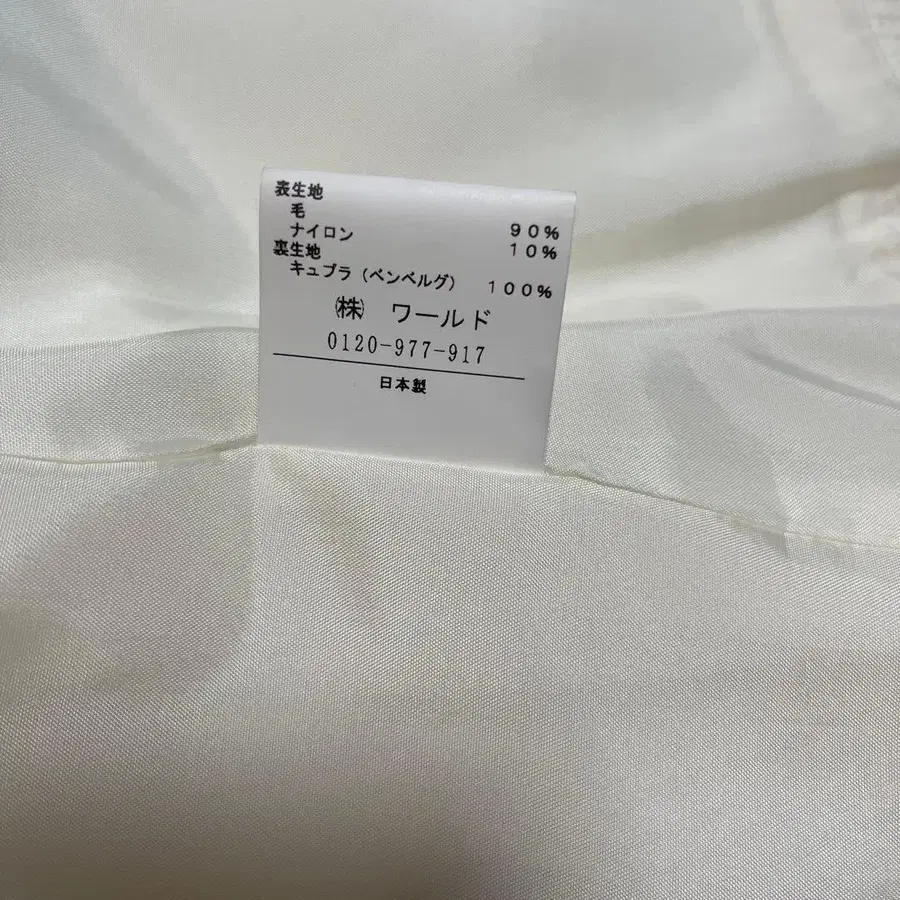 表生地
毛 90%
ナイロン 10%
裏生地
キュプラ（ベンベルグ） 100%
㈱ ワールド
0120-977-917
日本製